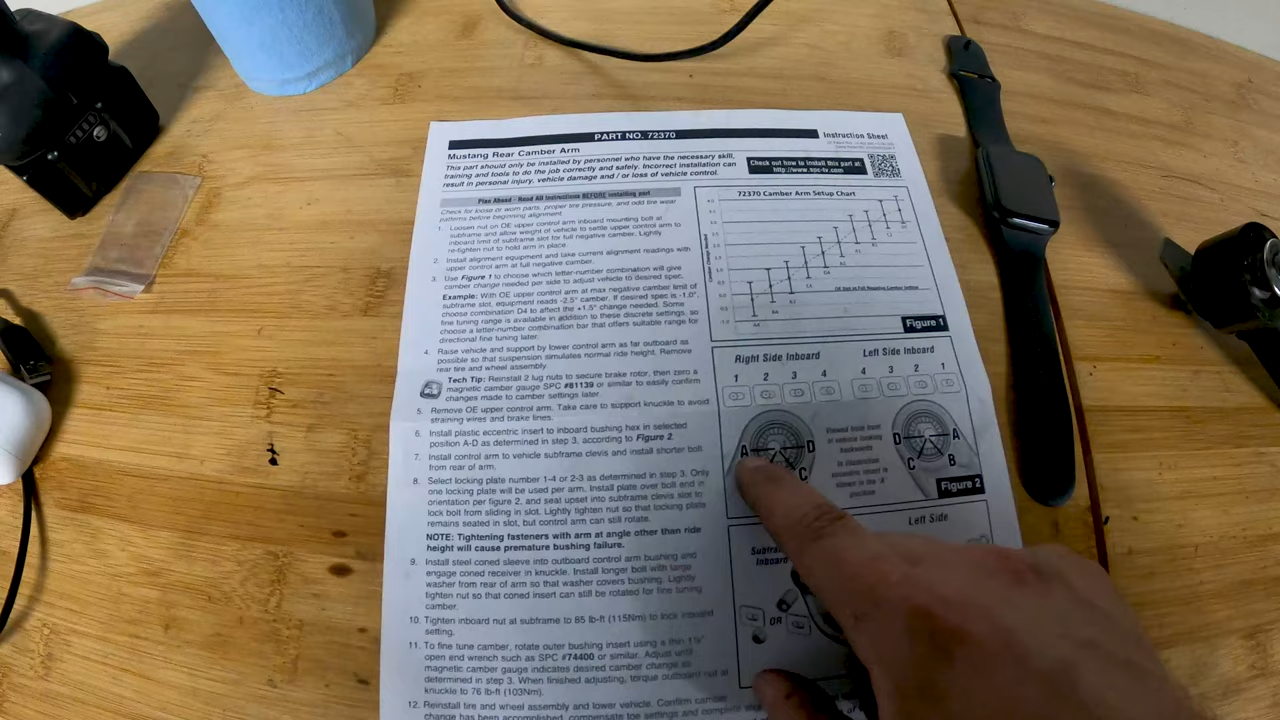 PART NO. 72370
Instruction Sheet
Mustang Rear Camber Arm
This part should only be installed by personnel who have the necessary skill,
training and tools to do the job correctly and safely. Incorrect installation can
result in personal injury, vehicle damage and / or loss of vehicle control.
Check out how to install this part at:
http://www.spc-tv.com
Plan Ahead - Read All Instructions BEFORE installing part
Check for loose or worn parts, proper tire pressure, and odd tire wear
patterns before beginning alignment
1. Loosen nut on OE upper control arm inboard mounting bolt at
subframe and allow weight of vehicle to settle upper control arm to
inboard limit of subframe slot for full negative camber. Lightly
re-tighten nut to hold arm in place.
2. Install alignment equipment and take current alignment readings with
upper control arm at full negative camber.
3. Use Figure 1 to choose which letter-number combination will give
camber change needed per side to adjust vehicle to desired spec.
Example: With OE upper control arm at max negative camber limit of
subframe slot, equipment reads -2.5° camber. If desired spec is -1.0°,
choose combination D4 to affect the +1.5° change needed. Some
fine tuning range is available in addition to these discrete settings, so
choose a letter-number combination bar that offers suitable range for
directional fine tuning later.
4. Raise vehicle and support by lower control arm as far outboard as
possible so that suspension simulates normal ride height. Remove
rear tire and wheel assembly.
Tech Tip: Reinstall 2 lug nuts to secure brake rotor, then zero a
magnetic camber gauge SPC #81139 or similar to easily confirm
changes made to camber settings later.
5. Remove OE upper control arm. Take care to support knuckle to avoid
straining wires and brake lines.
6. Install plastic eccentric insert to inboard bushing hex in selected
position A-D as determined in step 3, according to Figure 2.
7. Install control arm to vehicle subframe clevis and install shorter bolt
from rear of arm.
8. Select locking plate number 1-4 or 2-3 as determined in step 3. Only
one locking plate will be used per arm. Install plate over bolt end in
orientation per figure 2, and seat upset into subframe clevis slot to
lock bolt from sliding in slot. Lightly tighten nut so that locking plate
remains seated in slot, but control arm can still rotate.
NOTE: Tightening fasteners with arm at angle other than ride
height will cause premature bushing failure.
9. Install steel coned sleeve into outboard control arm bushing and
engage coned receiver in knuckle. Install longer bolt with large
washer from rear of arm so that washer covers bushing. Lightly
tighten nut so that coned insert can still be rotated for fine tuning
camber.
10. Tighten inboard nut at subframe to 85 lb-ft (115Nm) to lock inboard
setting.
11. To fine tune camber, rotate outer bushing insert using a thin 1½"
open end wrench such as SPC #74400 or similar. Adjust until
magnetic camber gauge indicates desired camber change as
determined in step 3. When finished adjusting, torque outboard nut at
knuckle to 76 lb-ft (103Nm).
12. Reinstall tire and wheel assembly and lower vehicle. Confirm camber
change has been accomplished, compensate toe settings and
72370 Camber Arm Setup Chart
Figure 1
Right Side Inboard
Left Side Inboard
1 2 3 4 4 3 2 1
A D C
D A C B
Viewed from front
of vehicle looking
backwards
Figure 2
Left Side
Inboard
OR